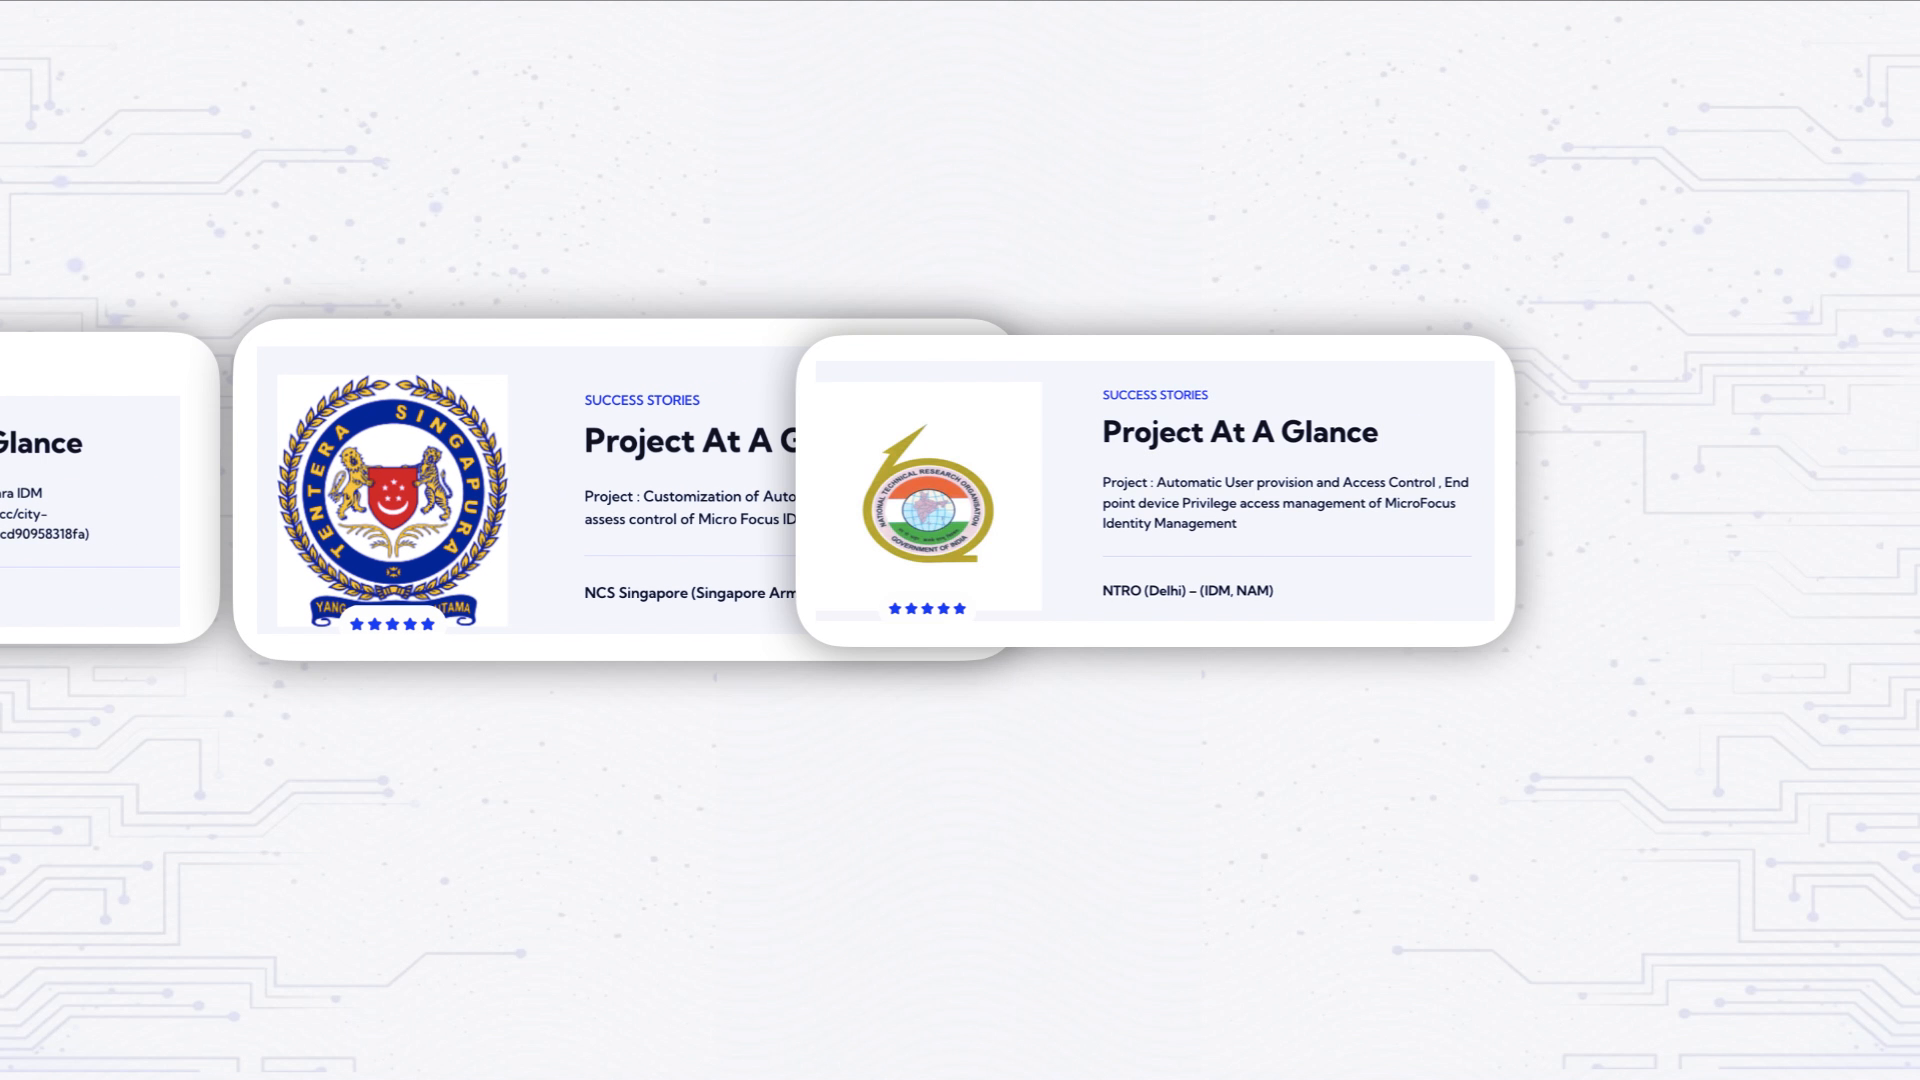 Glance
ra IDM
cc/city-
cd90958318fa)
TENTERA SINGAPURA
YANG UTAMA
SUCCESS STORIES
Project At A G
Project : Customization of Auto
assess control of Micro Focus ID
NCS Singapore (Singapore Arm
NATIONAL TECHNICAL RESEARCH ORGANISATION
GOVERNMENT OF INDIA
SUCCESS STORIES
Project At A Glance
Project : Automatic User provision and Access Control , End
point device Privilege access management of MicroFocus
Identity Management
NTRO (Delhi) – (IDM, NAM)